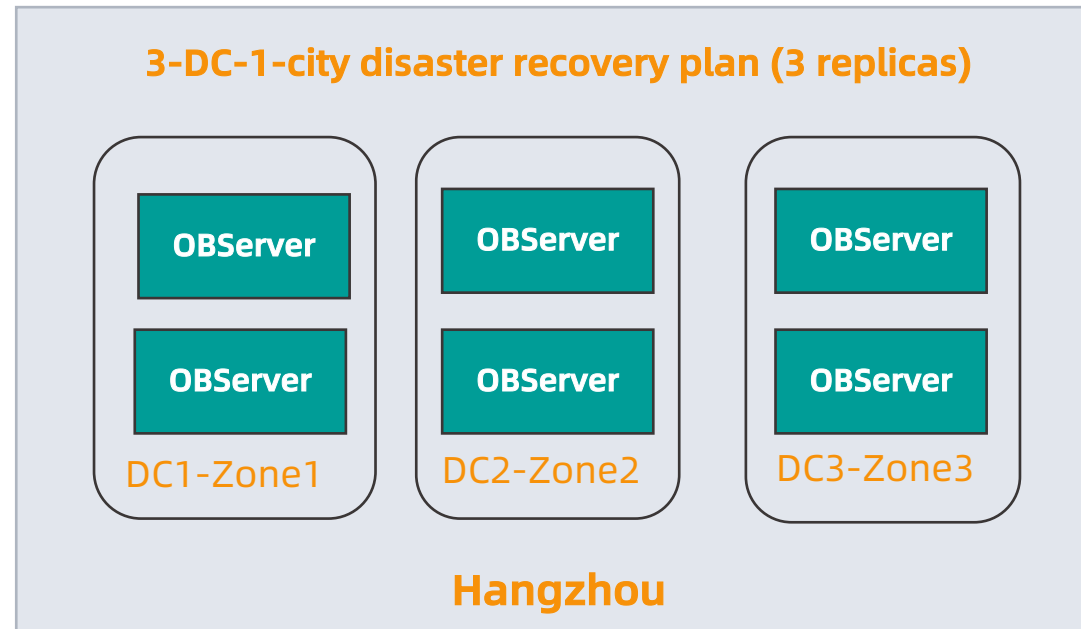 3-DC-1-city disaster recovery plan (3 replicas)
OBServer
OBServer
DC1-Zone1
OBServer
OBServer
DC2-Zone2
OBServer
OBServer
DC3-Zone3
Hangzhou